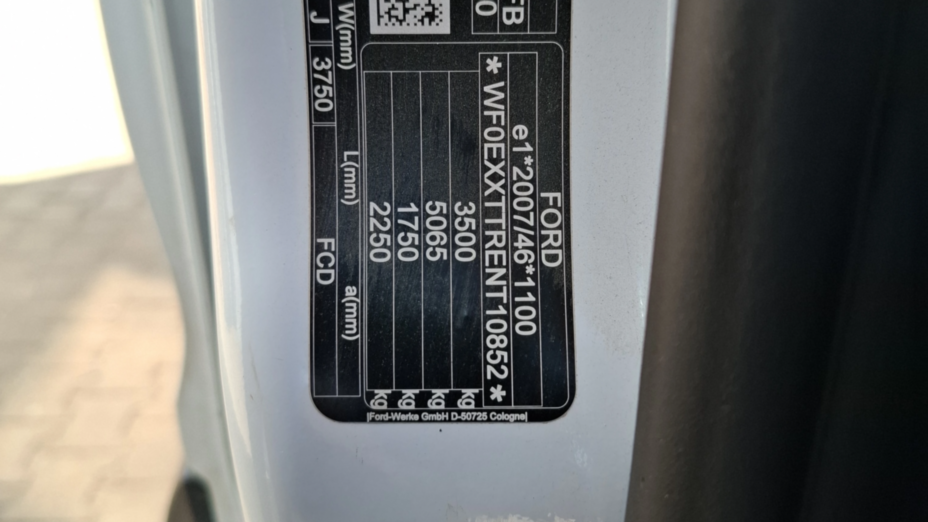 FORD
e1*2007/46*1100
*WF0EXXTTRENT10852*
3500 kg
5065 kg
1750 kg
2250 kg
W(mm) L(mm) a(mm)
J 3750 FCD
FB
0
Ford-Werke GmbH D-50725 Cologne